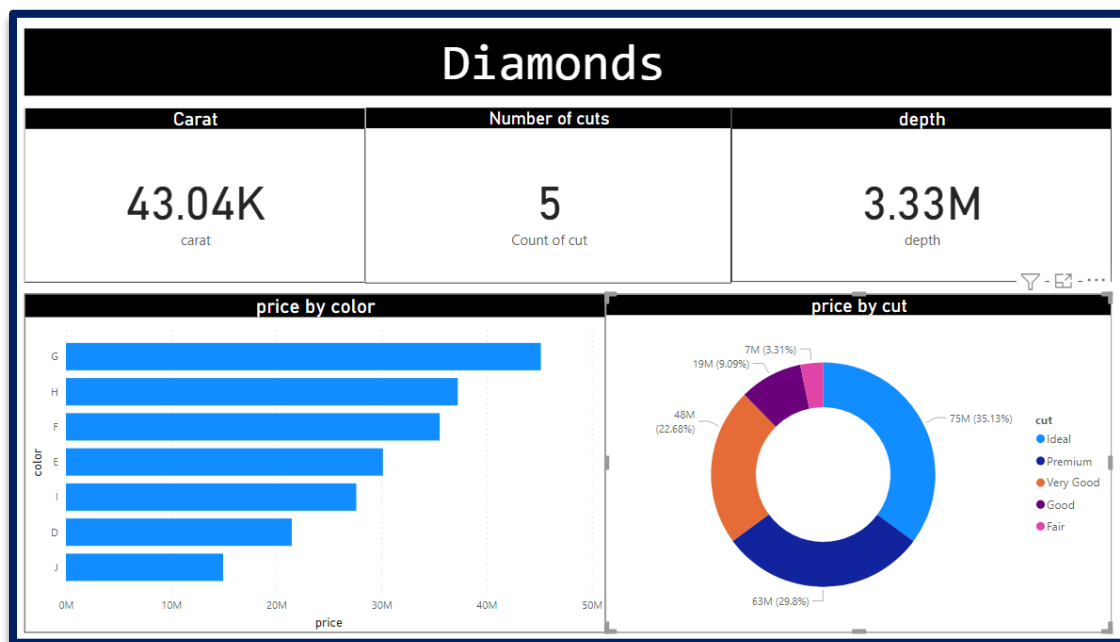 Diamonds
Carat
43.04K
carat
Number of cuts
5
Count of cut
depth
3.33M
depth
price by color
color
G
H
F
E
I
D
J
0M
10M
20M
30M
40M
50M
price
price by cut
7M (3.31%)
19M (9.09%)
48M
(22.68%)
75M (35.13%)
63M (29.8%)
cut
Ideal
Premium
Very Good
Good
Fair